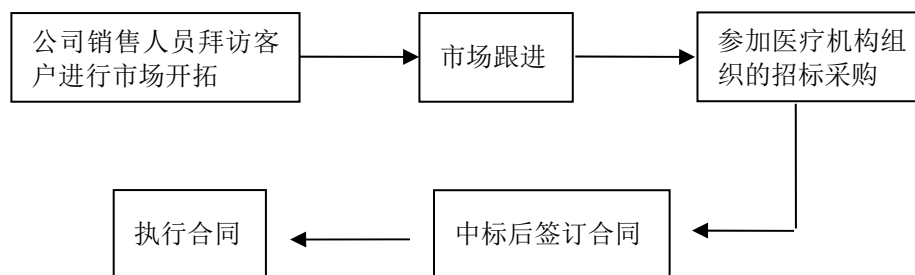 公司销售人员拜访客
户进行市场开拓
市场跟进
参加医疗机构组
织的招标采购
中标后签订合同
执行合同